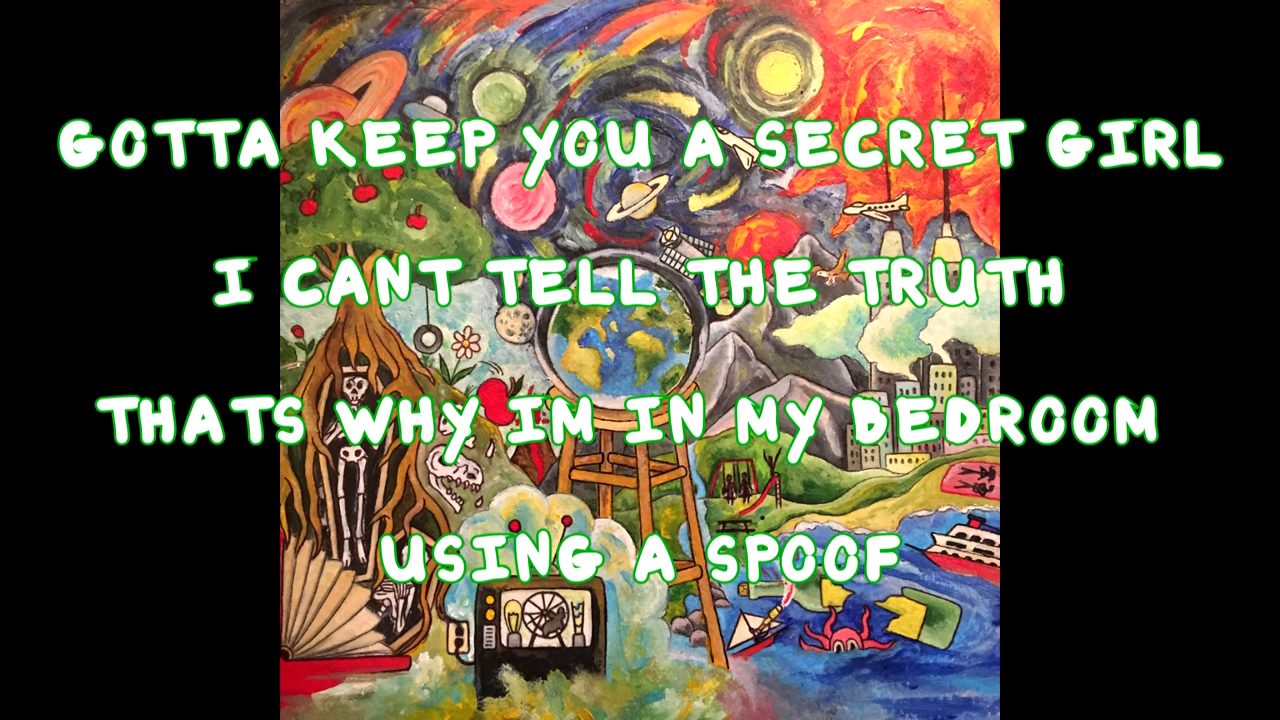 GOTTA KEEP YOU A SECRET GIRL
I CANT TELL THE TRUTH
THATS WHY IM IN MY BEDROOM
USING A SPOOF